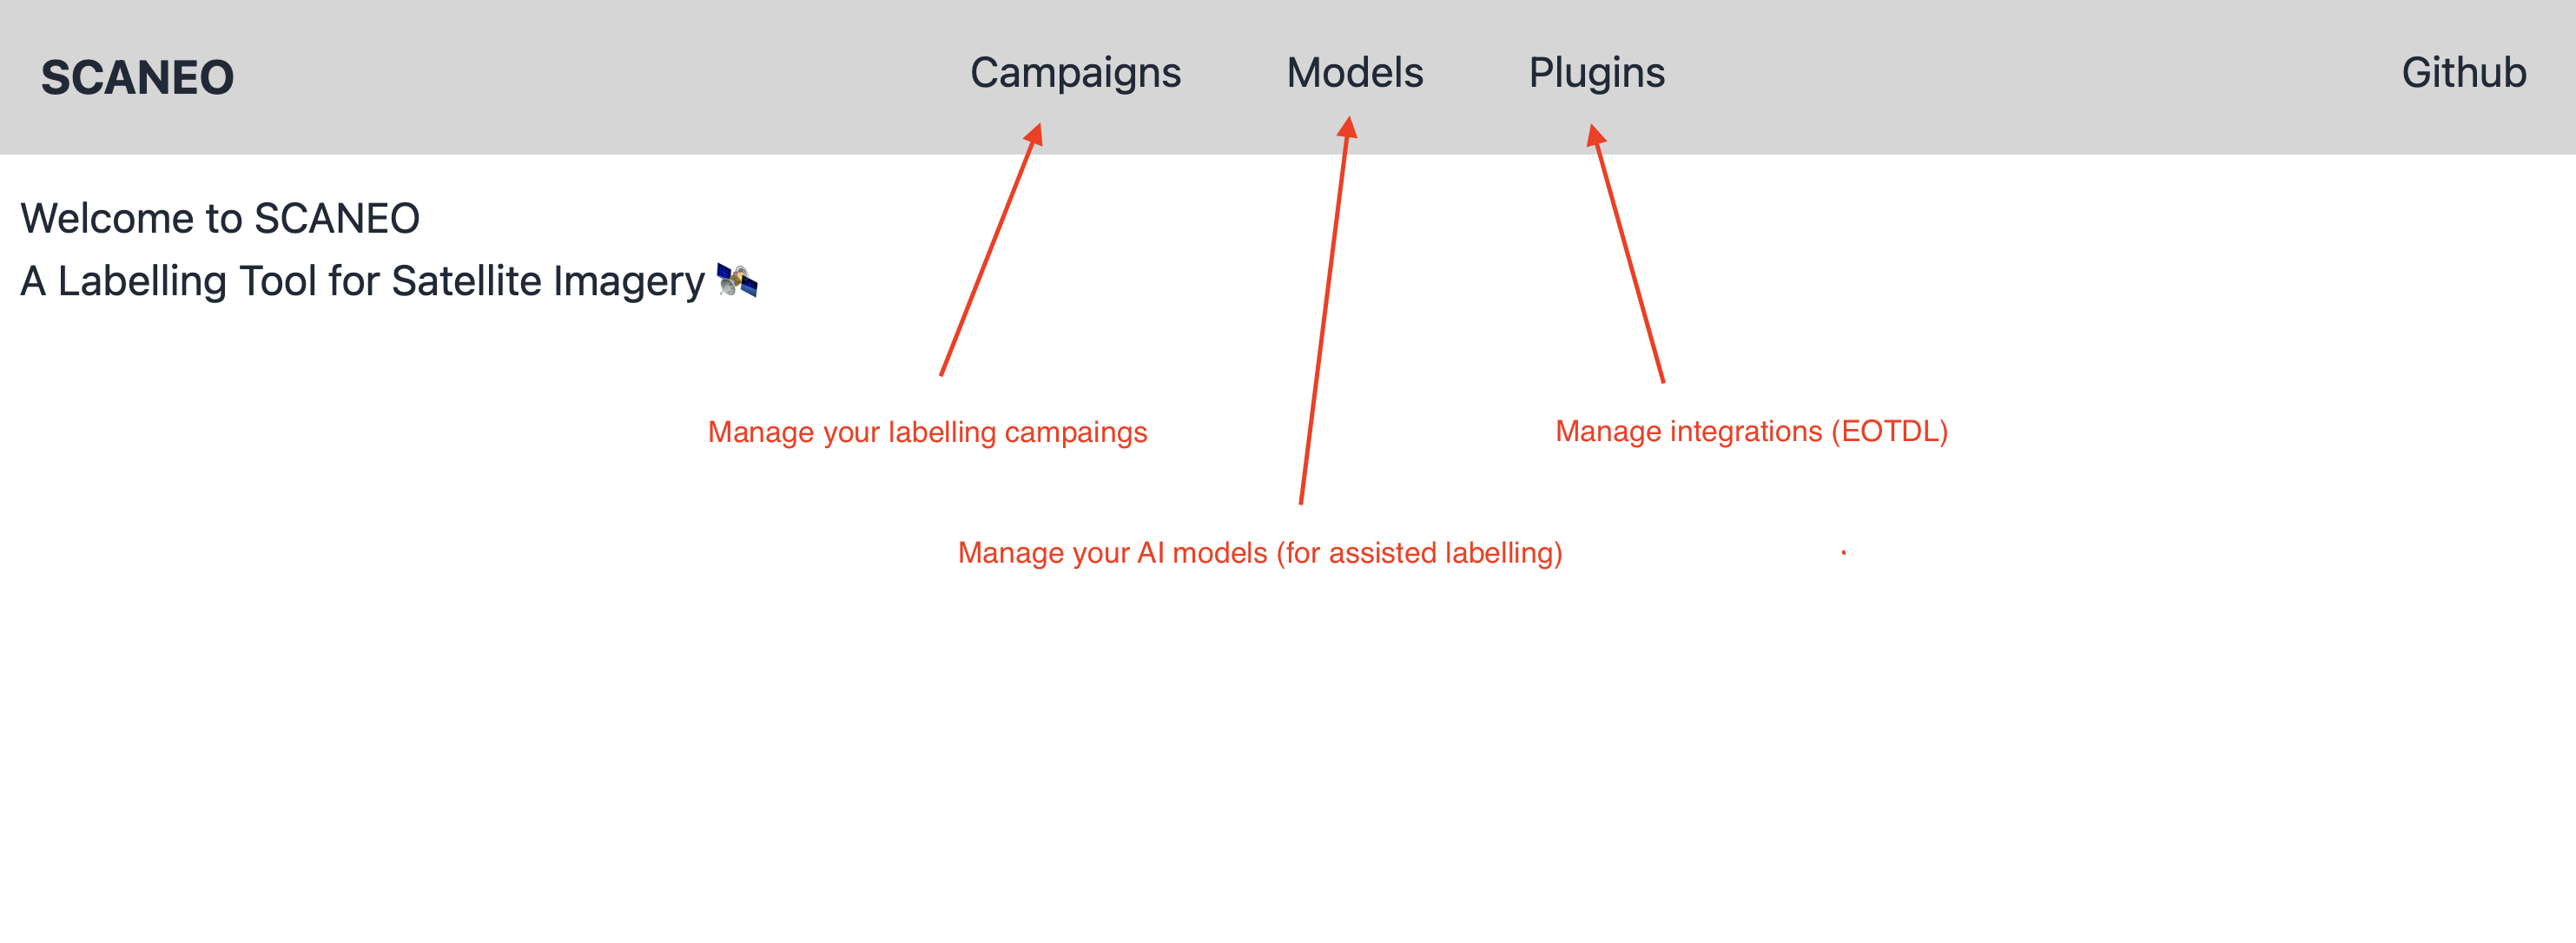 SCANEO
Campaigns
Models
Plugins
Github
Welcome to SCANEO
A Labelling Tool for Satellite Imagery
Manage your labelling campaings
Manage integrations (EOTDL)
Manage your AI models (for assisted labelling)